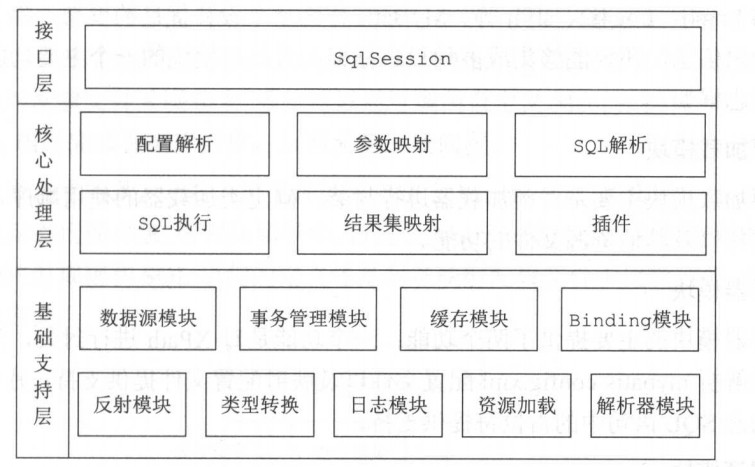 接口层
SqlSession
核心处理层
配置解析
参数映射
SQL解析
SQL执行
结果集映射
插件
基础支持层
数据源模块
事务管理模块
缓存模块
Binding模块
反射模块
类型转换
日志模块
资源加载
解析器模块